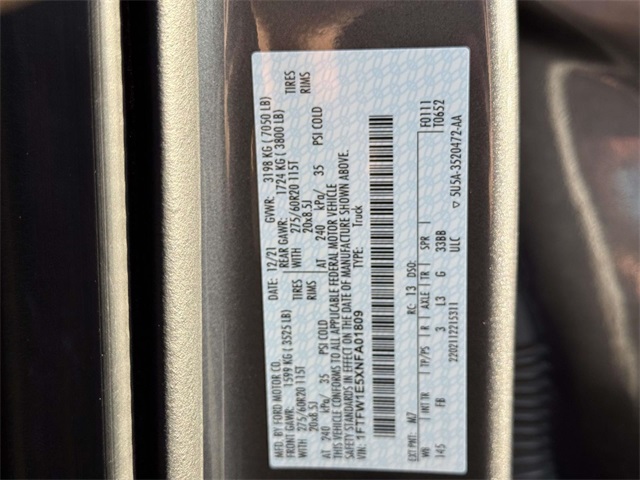 MFD. BY FORD MOTOR CO.
DATE: 12/21 GVWR: 3198 KG ( 7050 LB)
FRONT GAWR: 1599 KG ( 3525 LB) REAR GAWR: 1724 KG ( 3800 LB)
WITH 275/60R20 115T TIRES WITH 275/60R20 115T TIRES
20x8.5J RIMS 20x8.5J RIMS
AT 240 kPa/ 35 PSI COLD AT 240 kPa/ 35 PSI COLD
THIS VEHICLE CONFORMS TO ALL APPLICABLE FEDERAL MOTOR VEHICLE
SAFETY STANDARDS IN EFFECT ON THE DATE OF MANUFACTURE SHOWN ABOVE.
VIN: 1FTFW1E5XNFA01809 TYPE: Truck
EXT PNT: M7 RC: 13 DSO: F0111
WB INT TR TP/PS R AXLE TR SPR T0652
145 FB 3 L3 G 33BB
2202112215311 ULC ▽ 5U5A-3520472-AA